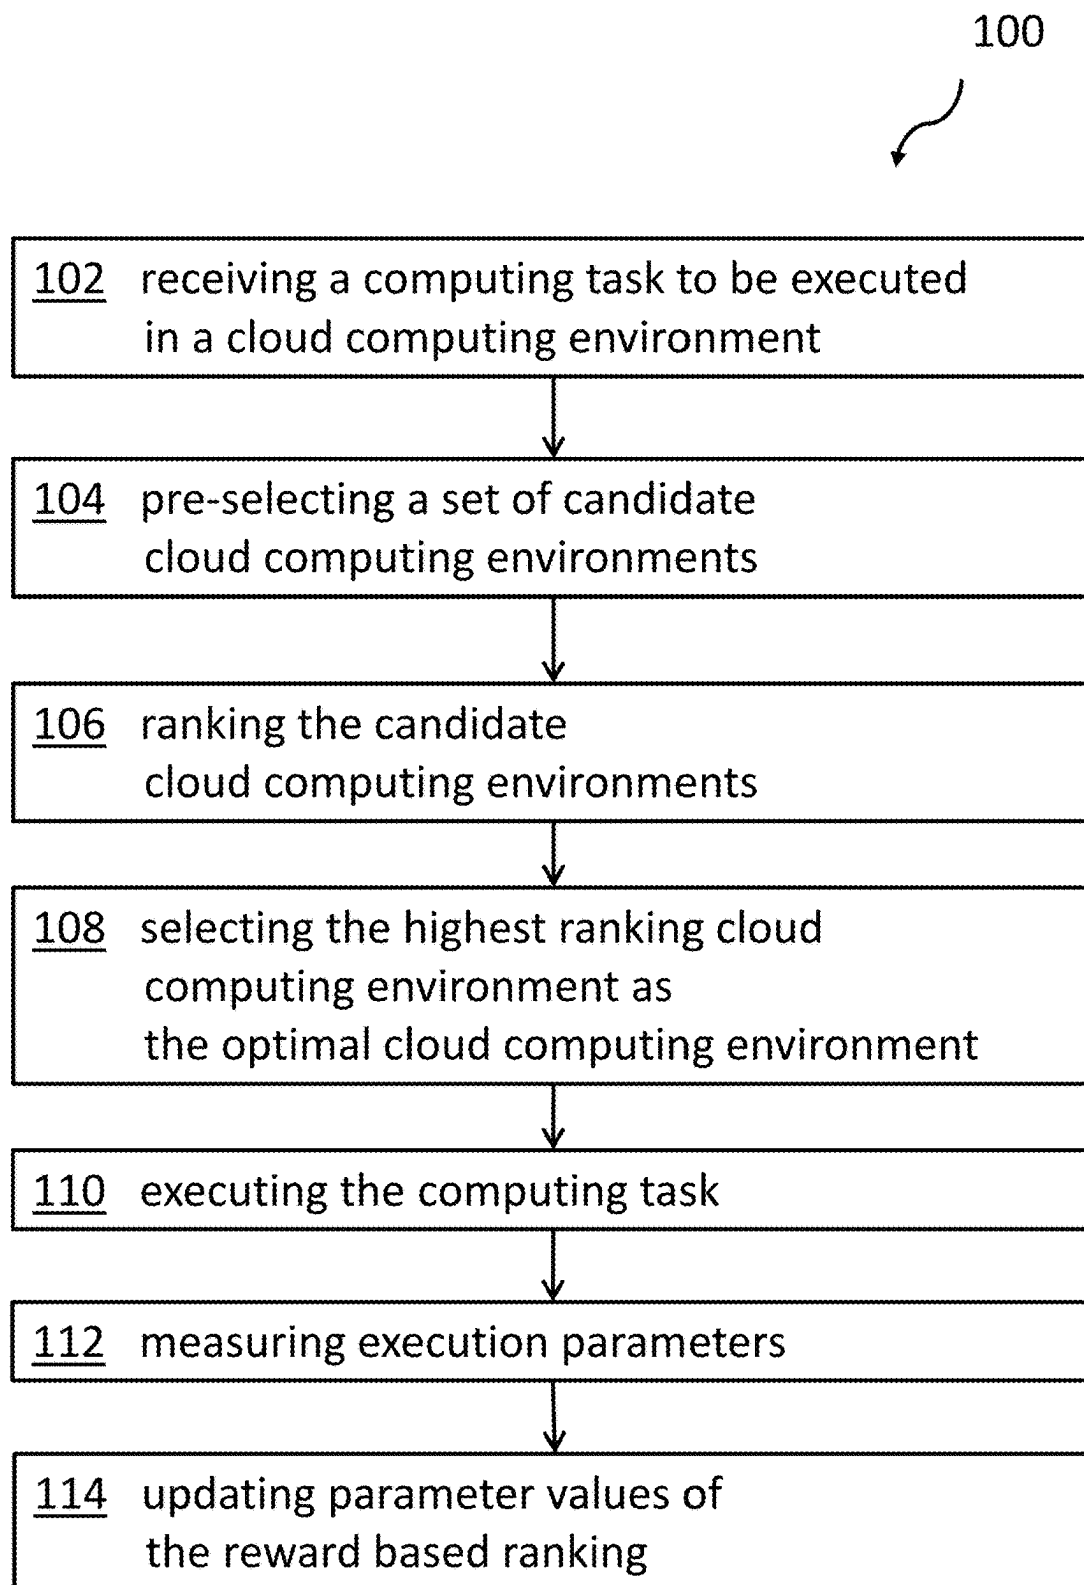 100
102 receiving a computing task to be executed
in a cloud computing environment
104 pre-selecting a set of candidate
cloud computing environments
106 ranking the candidate
cloud computing environments
108 selecting the highest ranking cloud
computing environment as
the optimal cloud computing environment
110 executing the computing task
112 measuring execution parameters
114 updating parameter values of
the reward based ranking